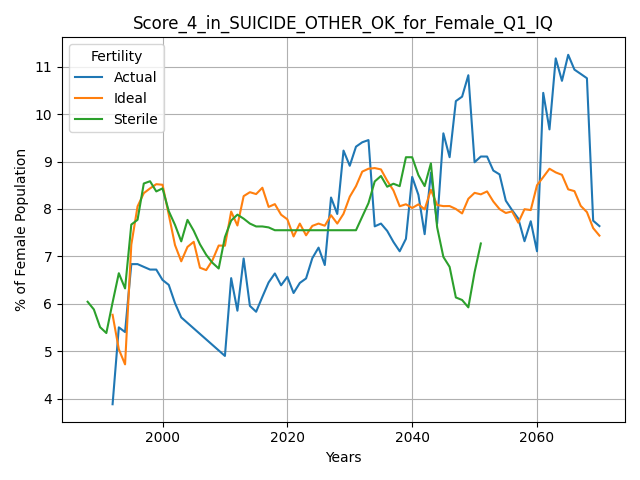 Score_4_in_SUICIDE_OTHER_OK_for_Female_Q1_IQ
Fertility
Actual
Ideal
Sterile
% of Female Population
11
10
9
8
7
6
5
4
2000 2020 2040 2060
Years